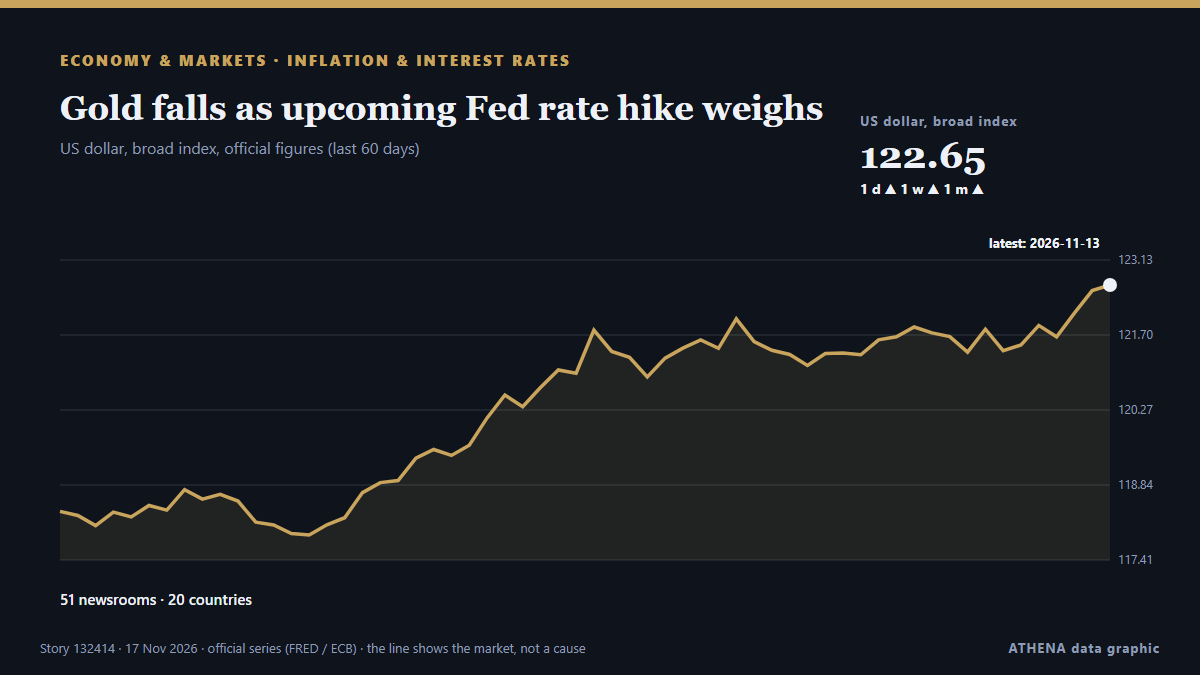 ECONOMY & MARKETS · INFLATION & INTEREST RATES
Gold falls as upcoming Fed rate hike weighs
US dollar, broad index, official figures (last 60 days)
US dollar, broad index
122.65
1 d ▲ 1 w ▲ 1 m ▲
latest: 2026-11-13
123.13
121.70
120.27
118.84
117.41
51 newsrooms · 20 countries
Story 132414 · 17 Nov 2026 · official series (FRED / ECB) · the line shows the market, not a cause
ATHENA data graphic